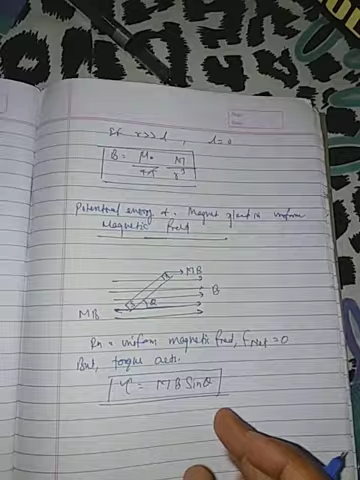 If r>>l, l=0
B = μ₀/4π M/r³
Potential energy of Magnet placed in uniform
Magnetic field
MB
B
θ
MB
In = uniform magnetic field, F Net = 0
But, torque acts.
τ = MB Sinθ